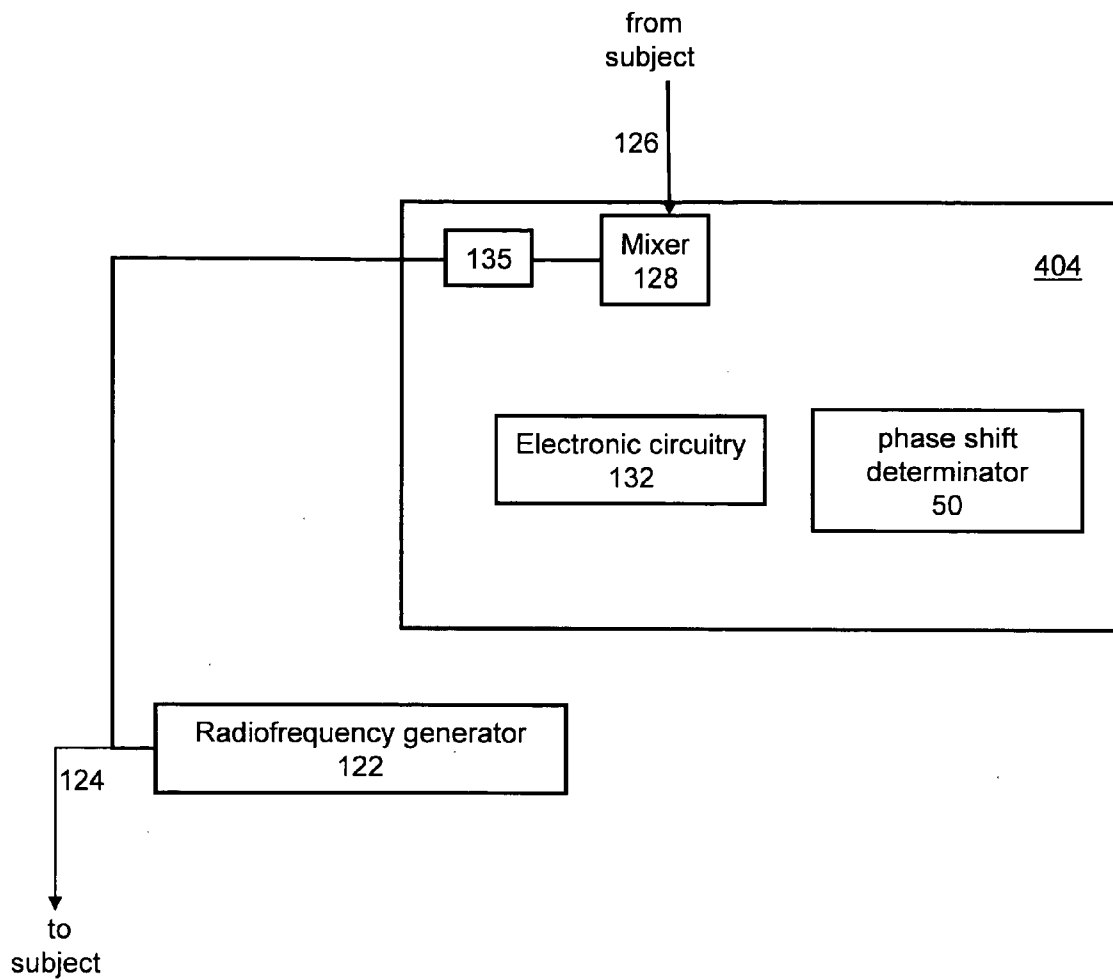 from
subject
126
135
Mixer
128
404
Electronic circuitry
132
phase shift
determinator
50
Radiofrequency generator
122
124
to
subject